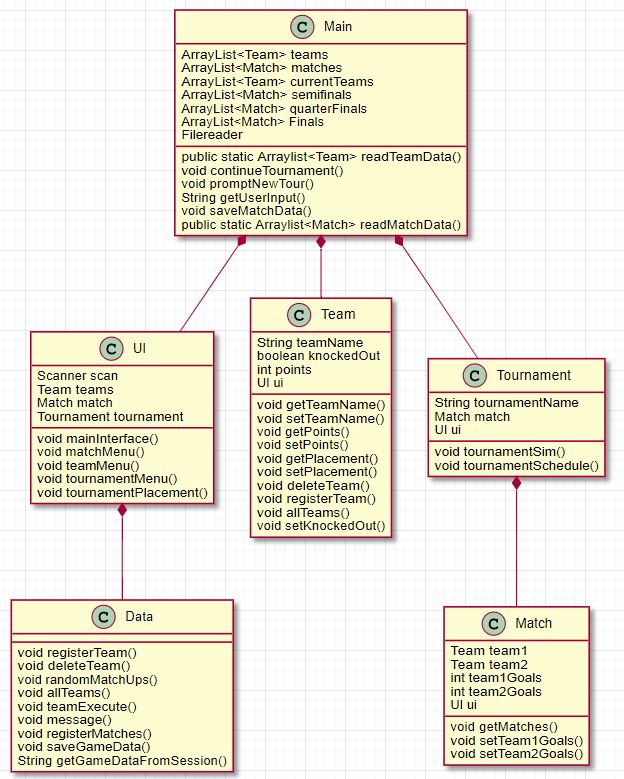 C Main
ArrayList<Team> teams
ArrayList<Match> matches
ArrayList<Team> currentTeams
ArrayList<Match> semifinals
ArrayList<Match> quarterFinals
ArrayList<Match> Finals
Filereader
public static Arraylist<Team> readTeamData()
void continueTournament()
void promptNewTour()
String getUserInput()
void saveMatchData()
public static Arraylist<Match> readMatchData()
C UI
Scanner scan
Team teams
Match match
Tournament tournament
void mainInterface()
void matchMenu()
void teamMenu()
void tournamentMenu()
void tournamentPlacement()
C Team
String teamName
boolean knockedOut
int points
UI ui
void getTeamName()
void setTeamName()
void getPoints()
void setPoints()
void getPlacement()
void setPlacement()
void deleteTeam()
void registerTeam()
void allTeams()
void setKnockedOut()
C Tournament
String tournamentName
Match match
UI ui
void tournamentSim()
void tournamentSchedule()
C Data
void registerTeam()
void deleteTeam()
void randomMatchUps()
void allTeams()
void teamExecute()
void message()
void registerMatches()
void saveGameData()
String getGameDataFromSession()
C Match
Team team1
Team team2
int team1Goals
int team2Goals
UI ui
void getMatches()
void setTeam1Goals()
void setTeam2Goals()